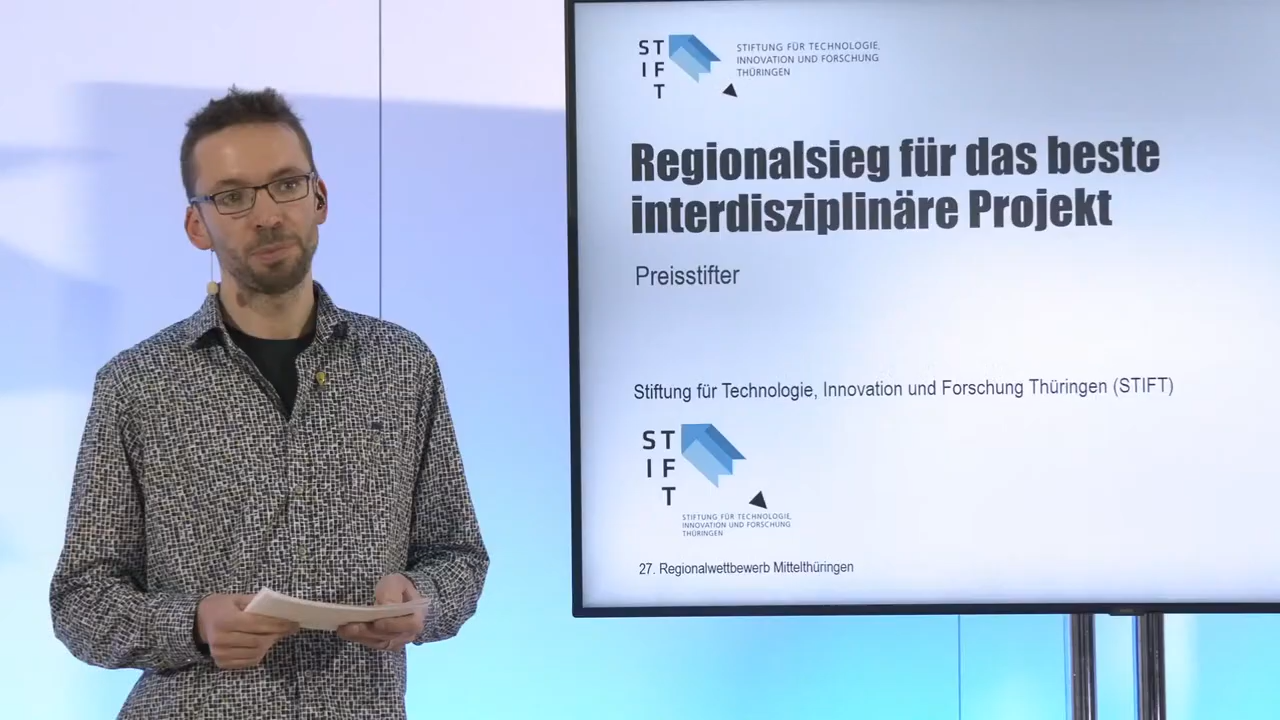 ST
IF
T
STIFTUNG FÜR TECHNOLOGIE,
INNOVATION UND FORSCHUNG
THÜRINGEN
Regionalsieg für das beste
interdisziplinäre Projekt
Preisstifter
Stiftung für Technologie, Innovation und Forschung Thüringen (STIFT)
ST
IF
T
STIFTUNG FÜR TECHNOLOGIE,
INNOVATION UND FORSCHUNG
THÜRINGEN
27. Regionalwettbewerb Mittelthüringen